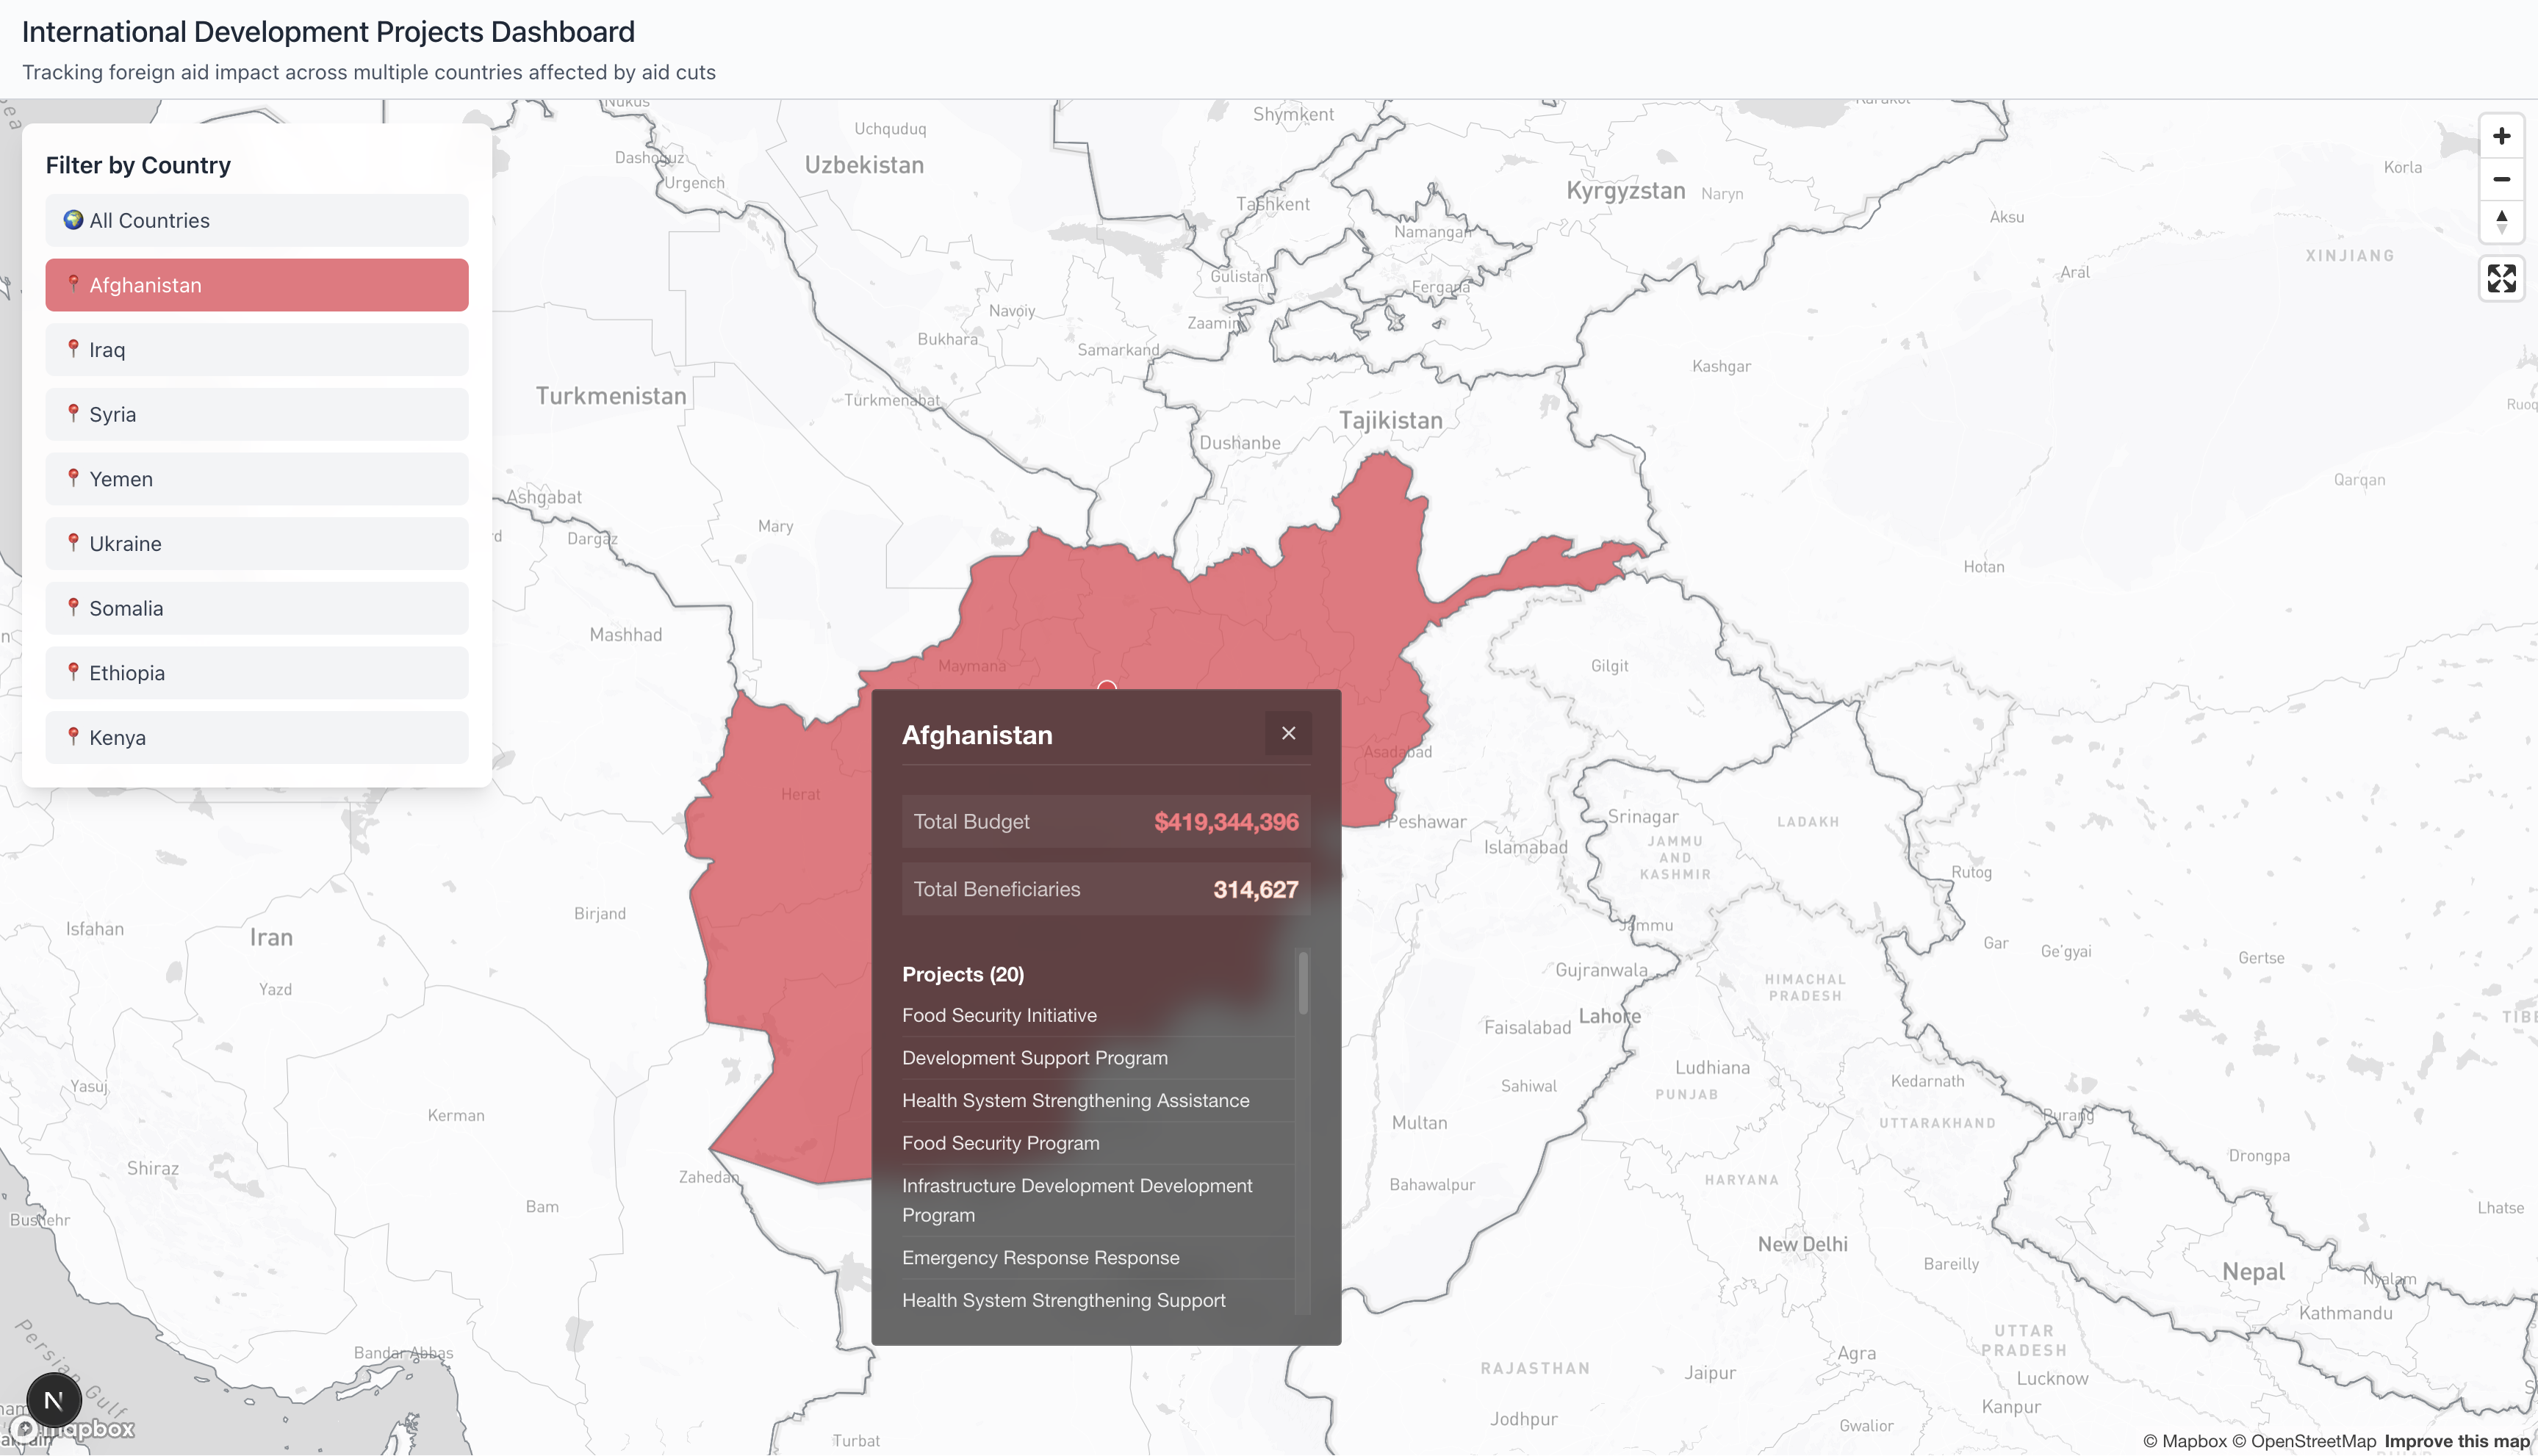 International Development Projects Dashboard
Tracking foreign aid impact across multiple countries affected by aid cuts
Filter by Country
All Countries
Afghanistan
Iraq
Syria
Yemen
Ukraine
Somalia
Ethiopia
Kenya
Nukus
Uchquduq
Shymkent
Dashoguz
Uzbekistan
Urgench
Tashkent
Kyrgyzstan
Naryn
Korla
Aksu
Namangan
XINJIANG
Gulistan
Fergana
Aral
Navoiy
Zaamin
Bukhara
Samarkand
Kashgar
Turkmenistan
Turkmenabat
Tajikistan
Dushanbe
Qarqan
Ashgabat
Mary
Dargaz
Hotan
Mashhad
Maymana
Gilgit
Asadabad
Herat
Peshawar
Srinagar
LADAKH
Islamabad
JAMMU
AND
KASHMIR
Rutog
Birjand
Jammu
Isfahan
Iran
Gar
Ge'gyai
Gertse
Gujranwala
Yazd
HIMACHAL
PRADESH
Lahore
Faisalabad
Ludhiana
Yasuj
Sahiwal
PUNJAB
Kedarnath
Kerman
Multan
UTTARAKHAND
Purang
Shiraz
Zahedan
Bahawalpur
HARYANA
Drongpa
Bam
Bushehr
Lhatse
New Delhi
Bareilly
Nepal
Nyalam
Kathmandu
Persian Gulf
Bandar Abbas
UTTAR
PRADESH
RAJASTHAN
Jaipur
Agra
Lucknow
Kanpur
Jodhpur
Gwalior
Turbat
Afghanistan
×
Total Budget $419,344,396
Total Beneficiaries 314,627
Projects (20)
Food Security Initiative
Development Support Program
Health System Strengthening Assistance
Food Security Program
Infrastructure Development Development
Program
Emergency Response Response
Health System Strengthening Support
N
mapbox
© Mapbox © OpenStreetMap Improve this map